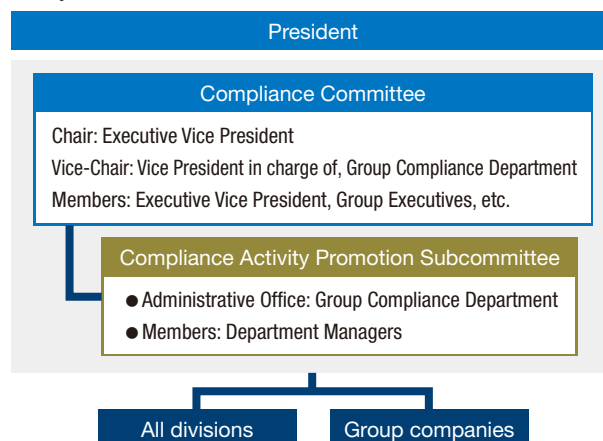 President
Compliance Committee
Chair: Executive Vice President
Vice-Chair: Vice President in charge of, Group Compliance Department
Members: Executive Vice President, Group Executives, etc.
Compliance Activity Promotion Subcommittee
● Administrative Office: Group Compliance Department
● Members: Department Managers
All divisions
Group companies